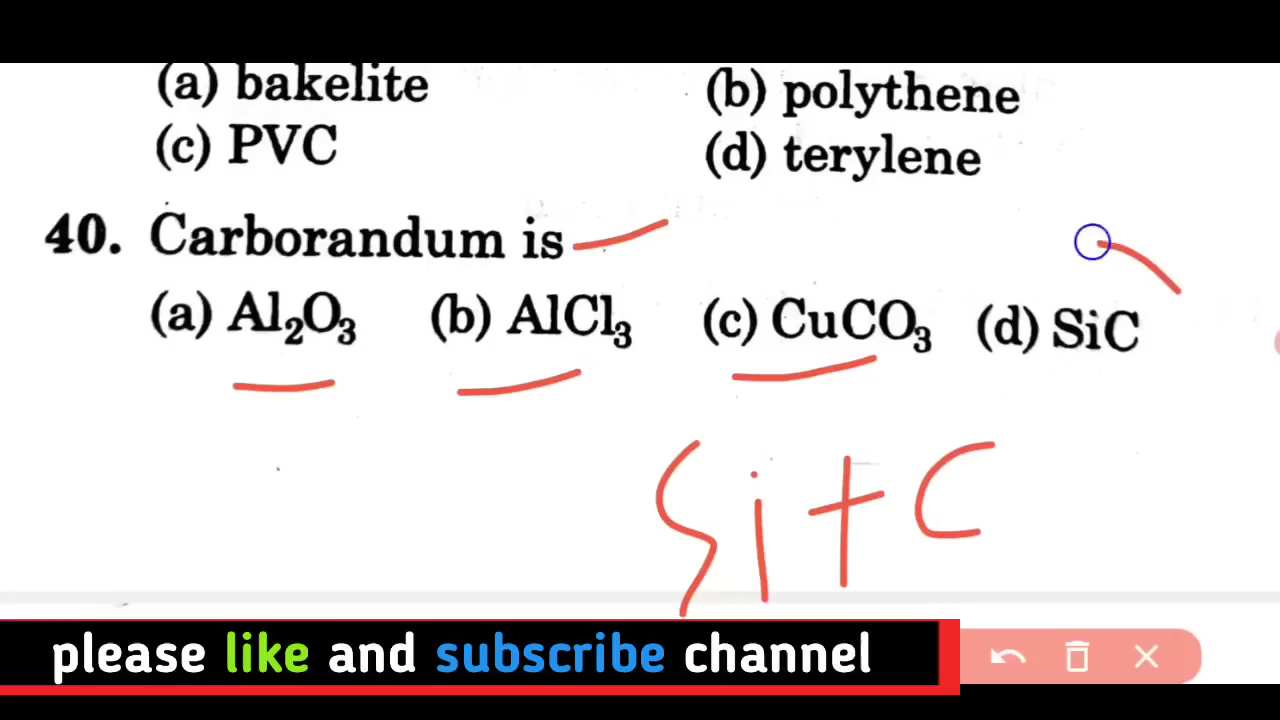 (a) bakelite (b) polythene
(c) PVC (d) terylene
40. Carborandum is
(a) Al₂O₃ (b) AlCl₃ (c) CuCO₃ (d) SiC
Si + C
please like and subscribe channel